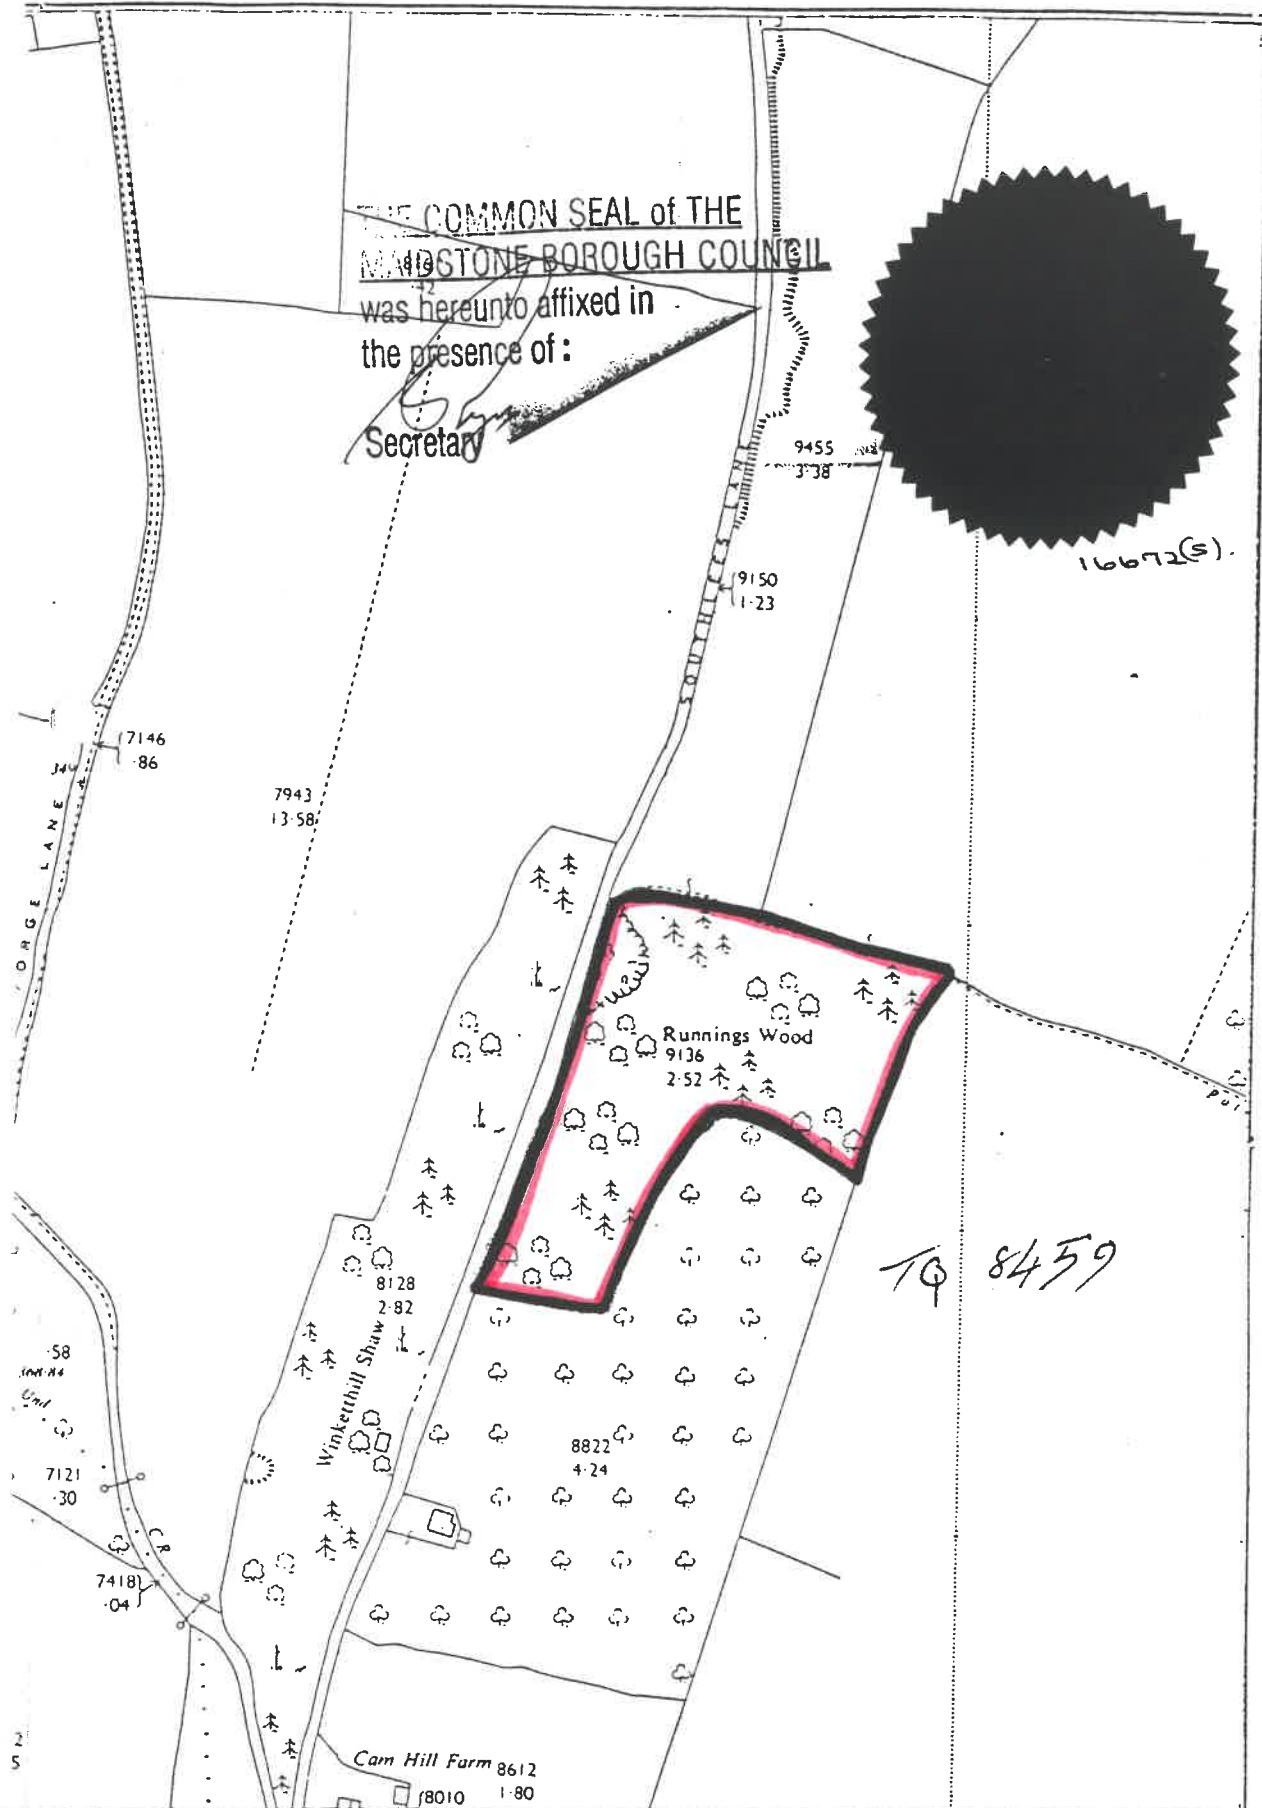 THE COMMON SEAL of THE
MAIDSTONE BOROUGH COUNCIL
was hereunto affixed in
the presence of :
Secretary
9455
3·38
16672(S).
SOUTHLEES LANE
9150
1·23
7146
·86
7943
13·58
FORGE LANE
Runnings Wood
9136
2·52
TQ 8459
8128
2·82
Winketthill Shaw
·58
Und
8822
4·24
7121
·30
CR
7418
·04
Cam Hill Farm
8612
1·80
8010